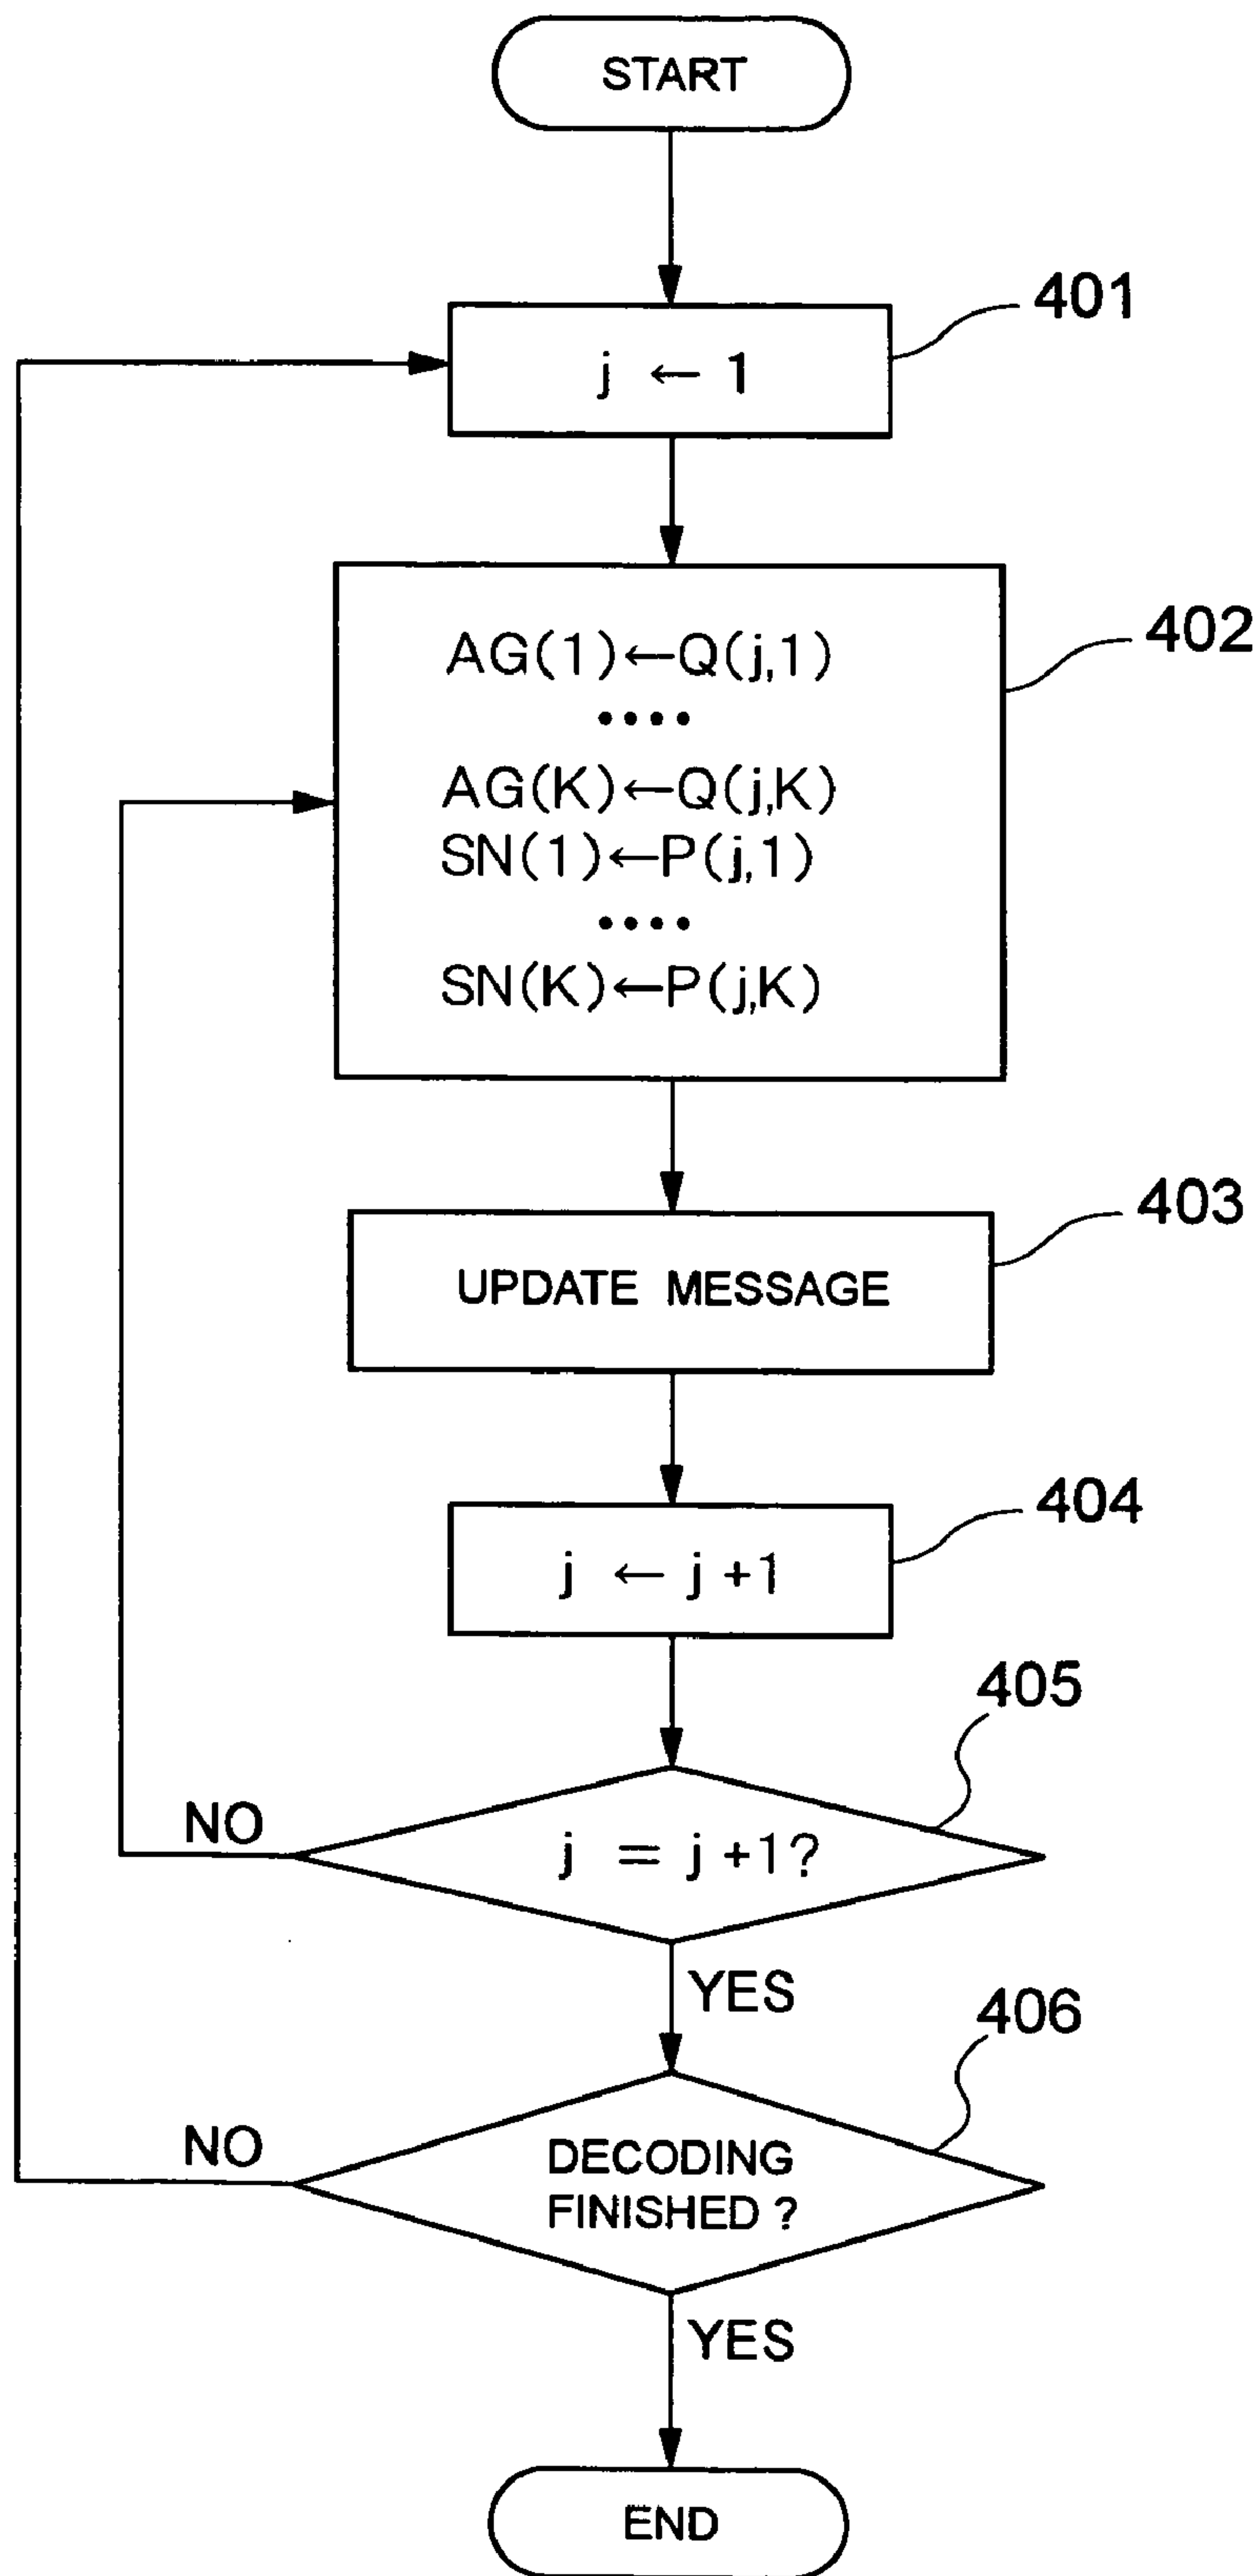 START
401
j ← 1
402
AG(1)←Q(j,1)
••••
AG(K)←Q(j,K)
SN(1)←P(j,1)
••••
SN(K)←P(j,K)
403
UPDATE MESSAGE
404
j ← j +1
405
NO
j = j +1?
YES
406
NO
DECODING
FINISHED ?
YES
END